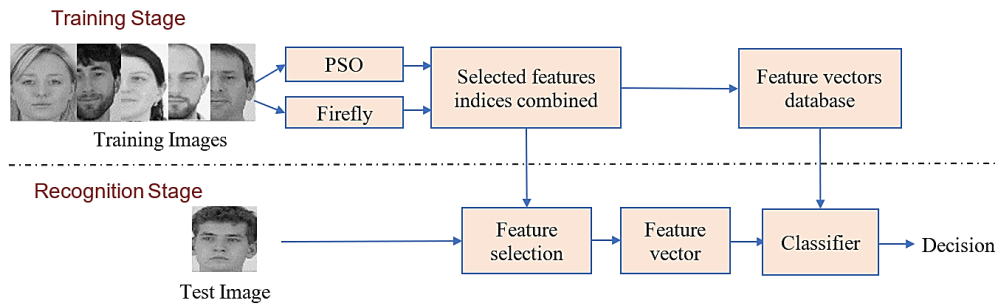 Training Stage
PSO
Firefly
Selected features
indices combined
Feature vectors
database
Training Images
Recognition Stage
Feature
selection
Feature
vector
Classifier
Decision
Test Image